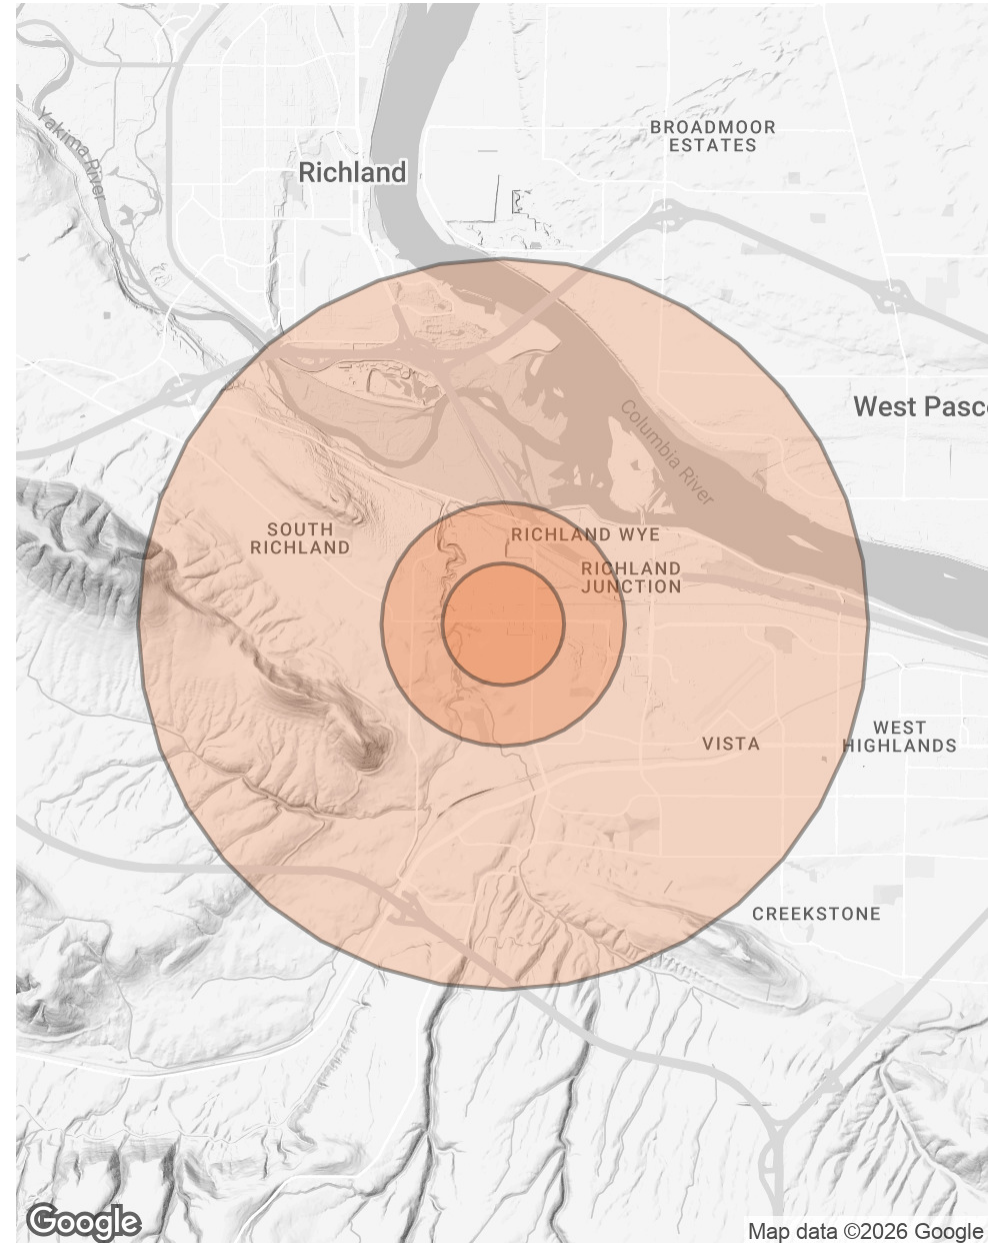 BROADMOOR
ESTATES
Yakima River
Richland
West Pasc
Columbia River
SOUTH
RICHLAND
RICHLAND WYE
RICHLAND
JUNCTION
VISTA
WEST
HIGHLANDS
CREEKSTONE
Google
Map data ©2026 Google